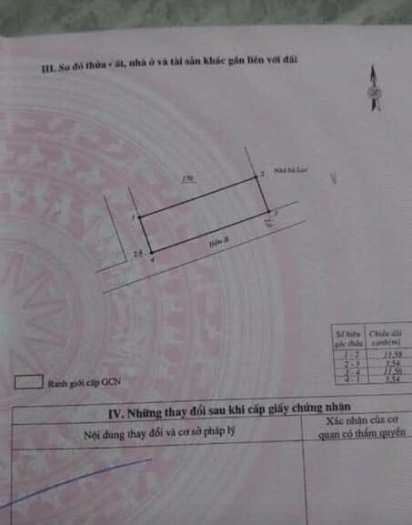 III. Sơ đồ thửa đất, nhà ở và tài sản khác gắn liền với đất
170
2
Nhà bà Lan
1
3
4
Hẻm đi
Số hiệu góc thửa
Chiều dài cạnh(m)
1 - 2 11.58
2 - 3 3.54
3 - 4 11.56
4 - 1 3.54
Ranh giới cấp GCN
IV. Những thay đổi sau khi cấp giấy chứng nhận
Nội dung thay đổi và cơ sở pháp lý
Xác nhận của cơ
quan có thẩm quyền